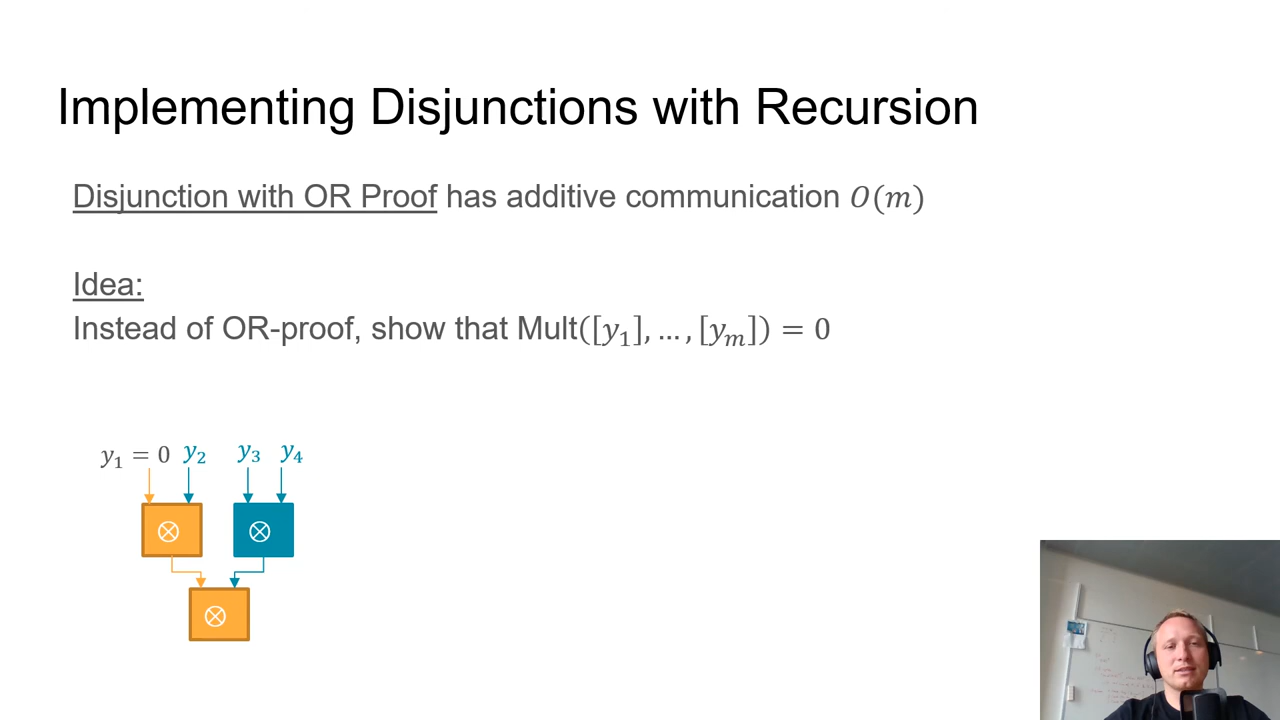 Implementing Disjunctions with Recursion
Disjunction with OR Proof has additive communication O(m)
Idea:
Instead of OR-proof, show that Mult([y₁], … , [yₘ]) = 0
y₁ = 0 y₂ y₃ y₄
⊗ ⊗
⊗